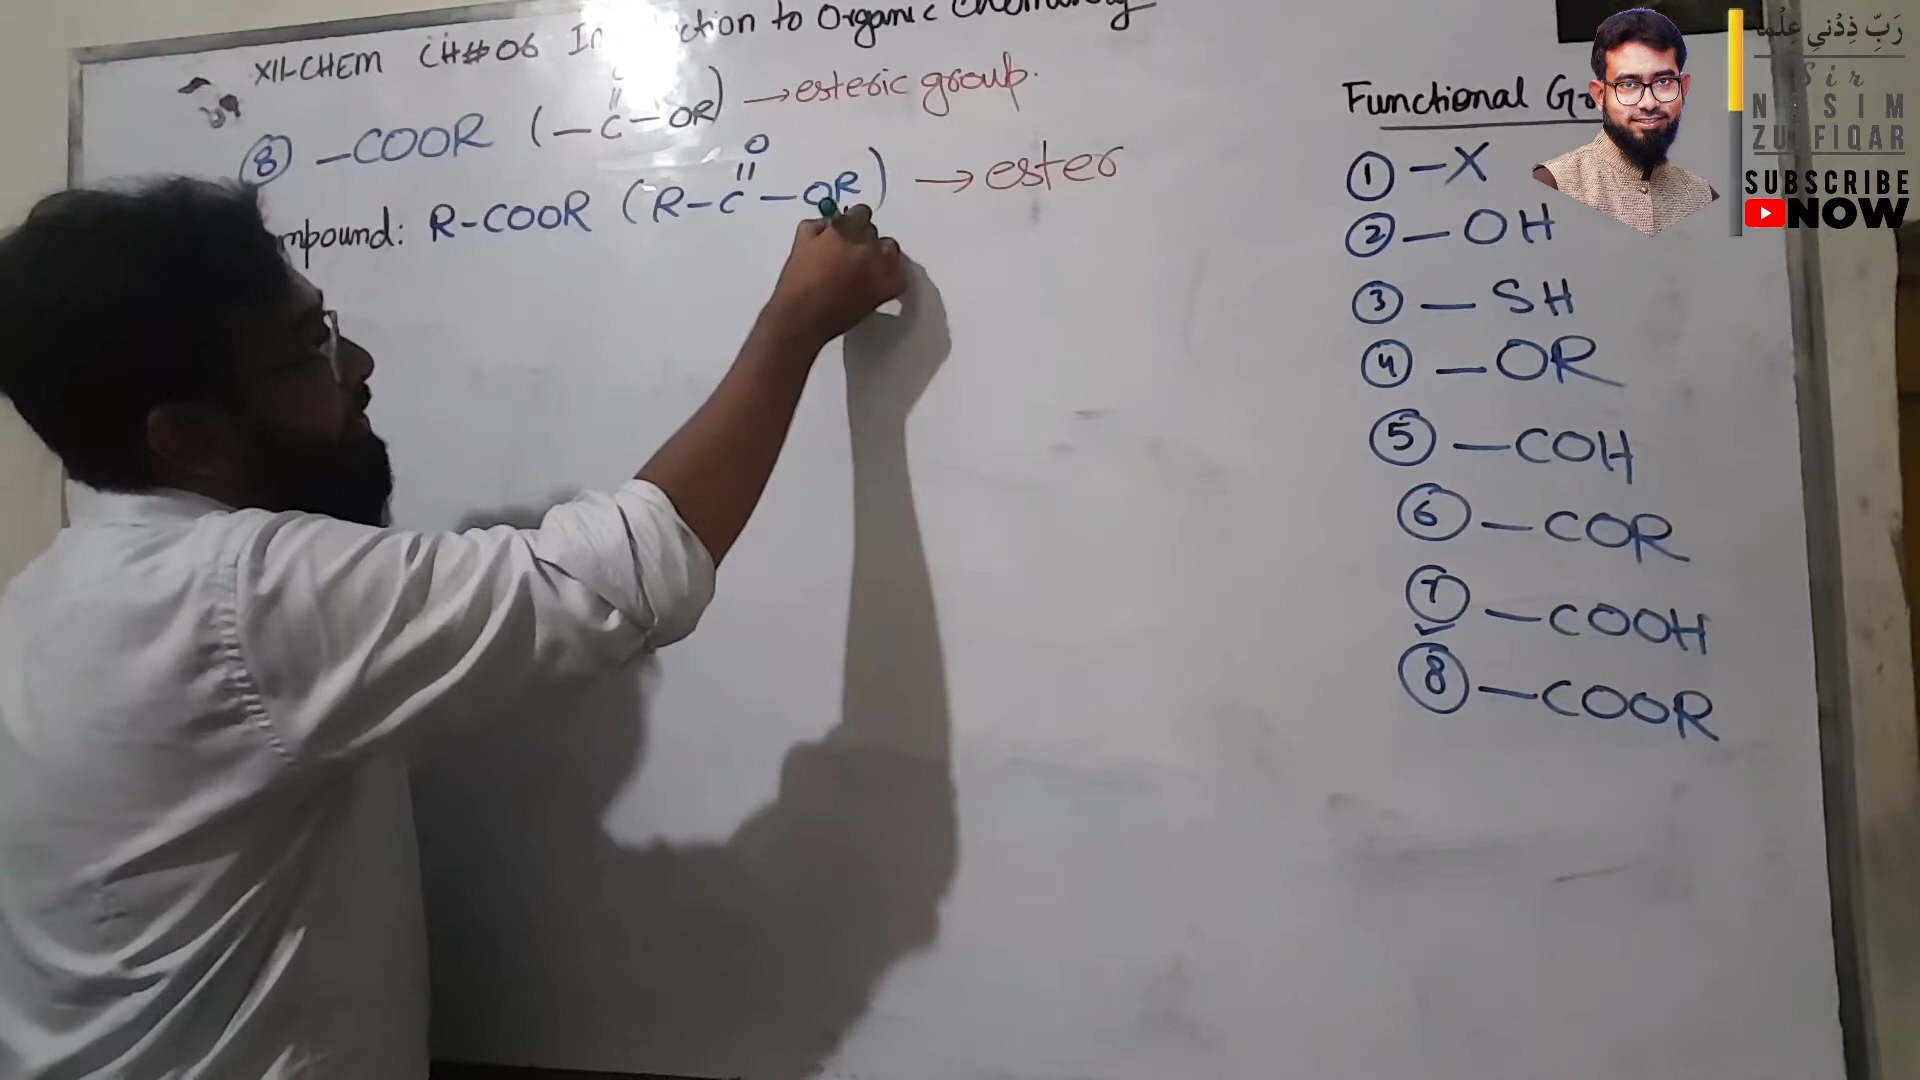 XII-CHEM CH#06 In ction to Organic Chemistry
8 -COOR (-C-OR) → esteric group.
O
||
mpound: R-COOR (R-C-OR) → ester
Functional G
1 -X
2 -OH
3 -SH
4 -OR
5 -COH
6 -COR
7 -COOH
8 -COOR
Sir
ZU FIQAR
SUBSCRIBE
NOW